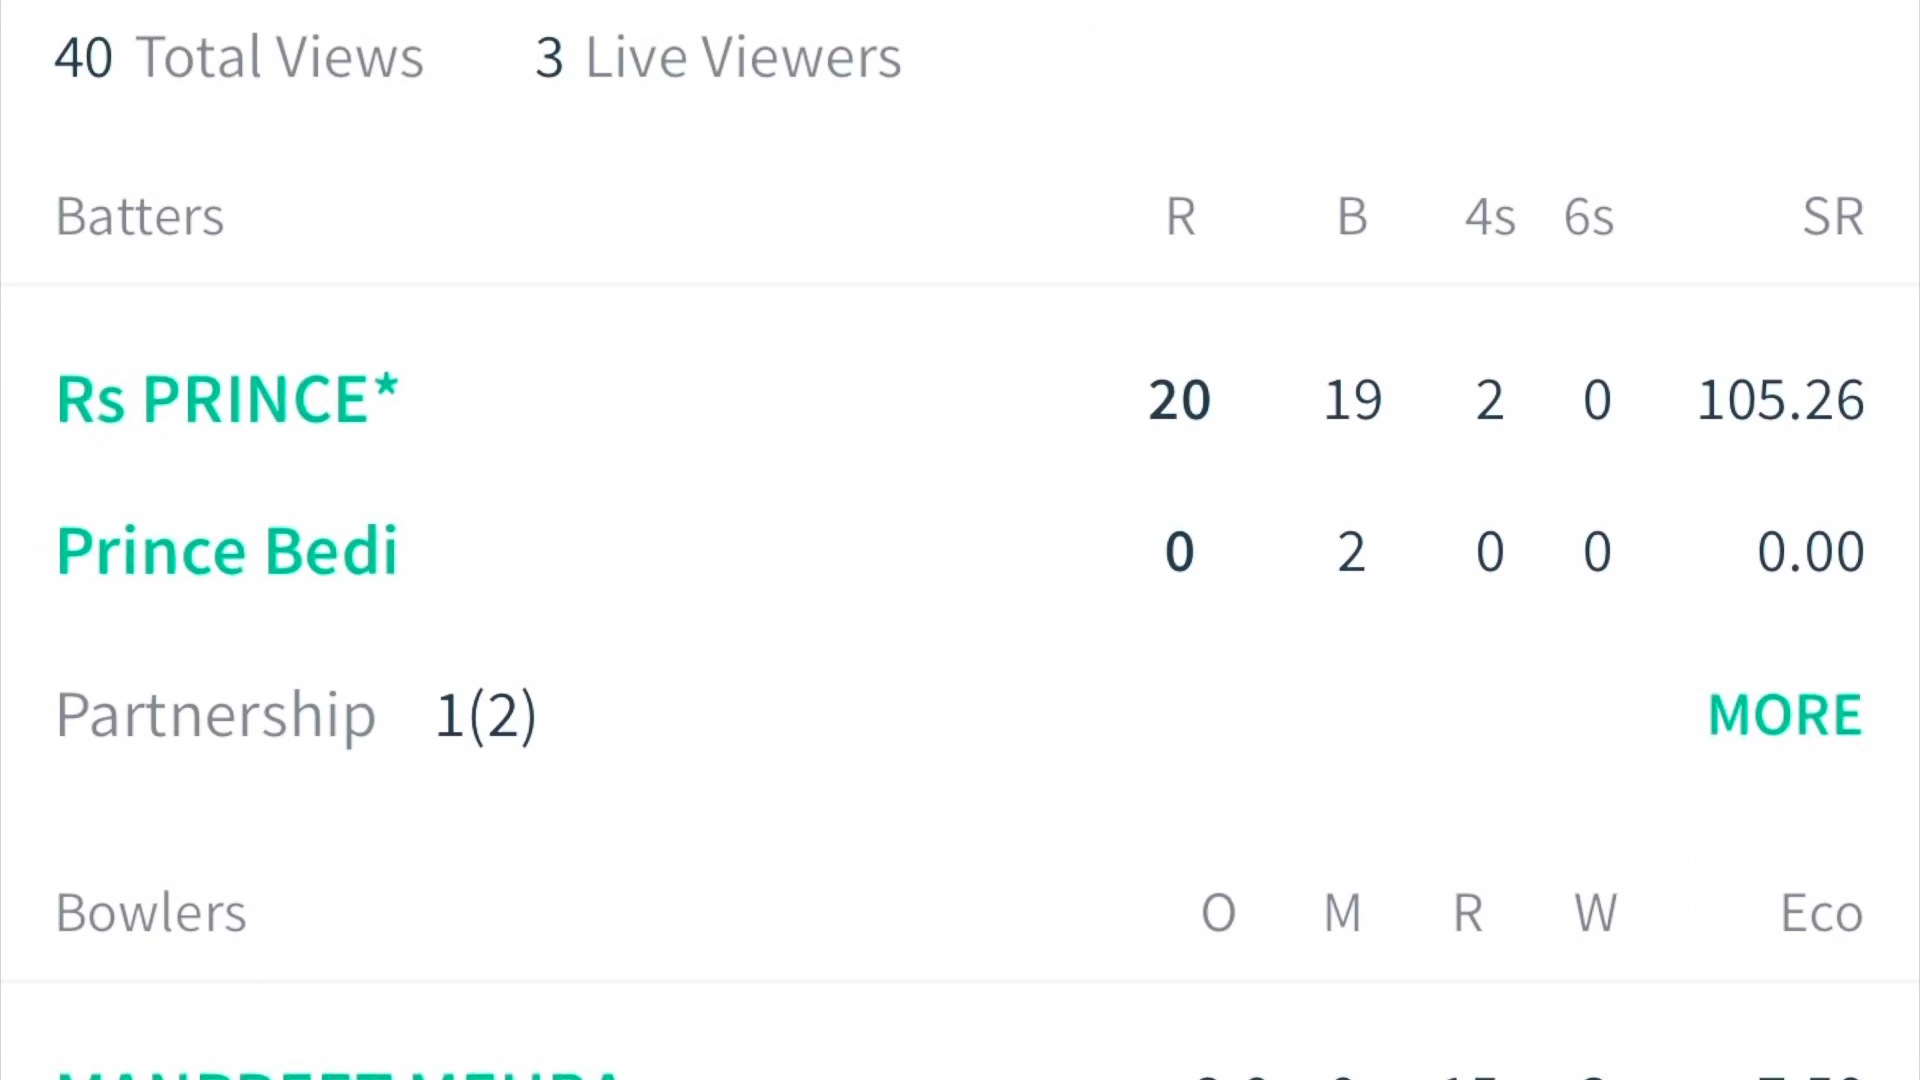 40 Total Views 3 Live Viewers
Batters R B 4s 6s SR
Rs PRINCE* 20 19 2 0 105.26
Prince Bedi 0 2 0 0 0.00
Partnership 1(2) MORE
Bowlers O M R W Eco